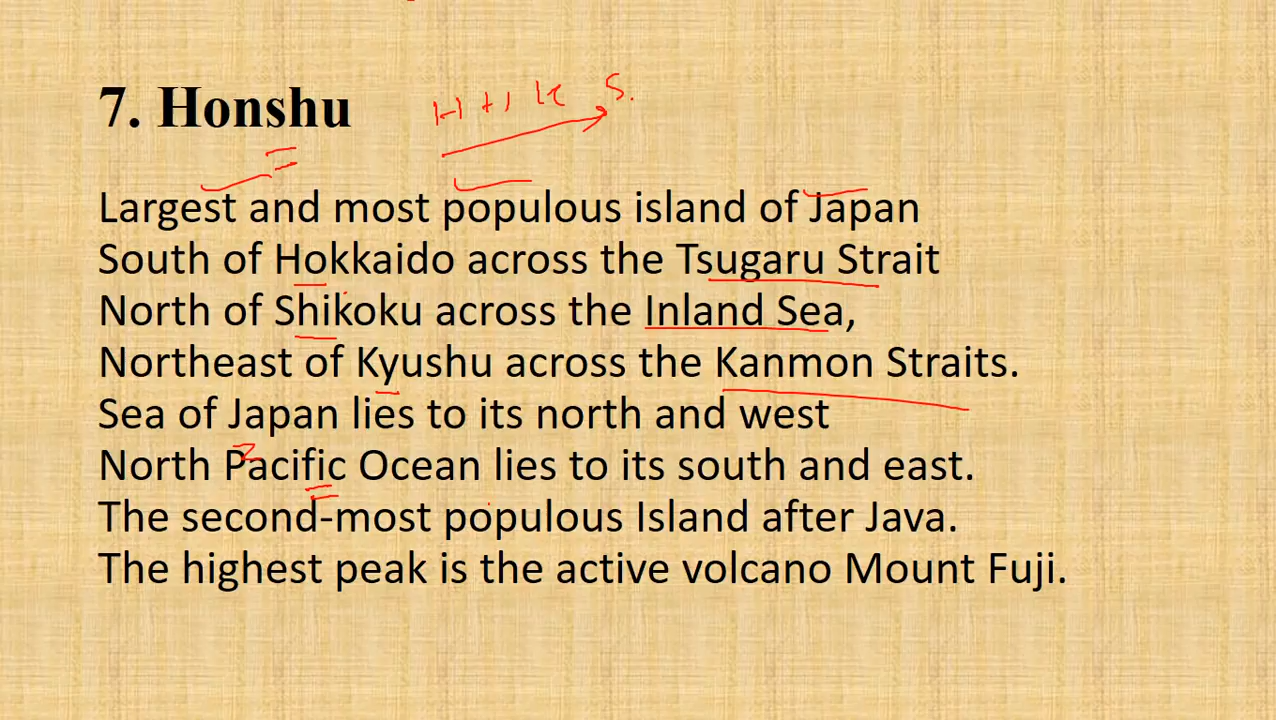 7. Honshu H H K S.
Largest and most populous island of Japan
South of Hokkaido across the Tsugaru Strait
North of Shikoku across the Inland Sea,
Northeast of Kyushu across the Kanmon Straits.
Sea of Japan lies to its north and west
North Pacific Ocean lies to its south and east.
The second-most populous Island after Java.
The highest peak is the active volcano Mount Fuji.